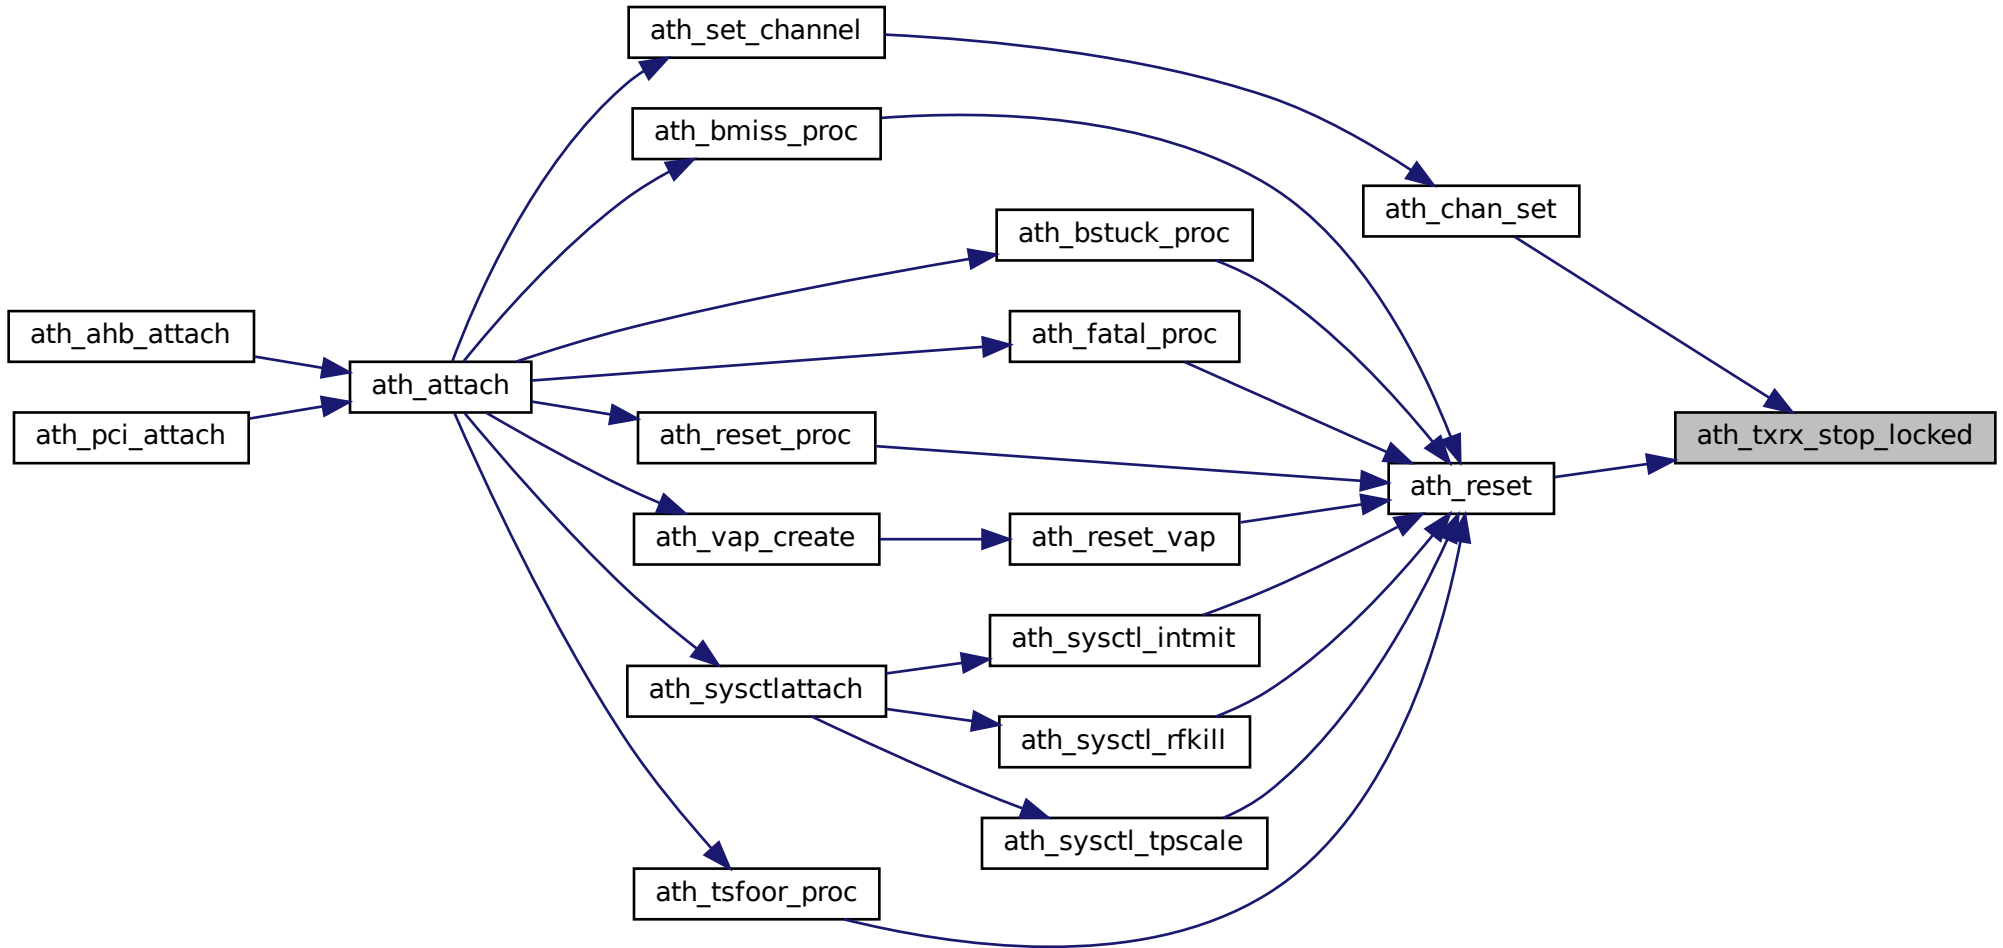 ath_set_channel
ath_bmiss_proc
ath_chan_set
ath_bstuck_proc
ath_ahb_attach
ath_fatal_proc
ath_attach
ath_pci_attach
ath_reset_proc
ath_txrx_stop_locked
ath_reset
ath_vap_create
ath_reset_vap
ath_sysctl_intmit
ath_sysctlattach
ath_sysctl_rfkill
ath_sysctl_tpscale
ath_tsfoor_proc